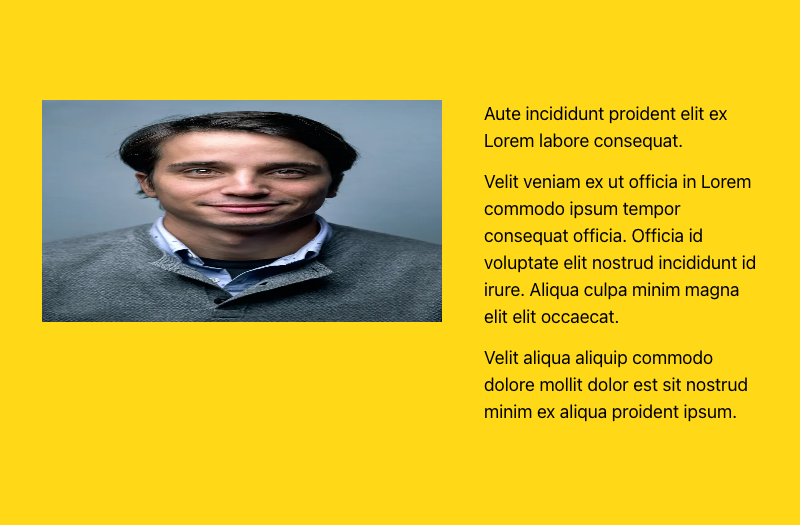 Aute incididunt proident elit ex
Lorem labore consequat.
Velit veniam ex ut officia in Lorem
commodo ipsum tempor
consequat officia. Officia id
voluptate elit nostrud incididunt id
irure. Aliqua culpa minim magna
elit elit occaecat.
Velit aliqua aliquip commodo
dolore mollit dolor est sit nostrud
minim ex aliqua proident ipsum.